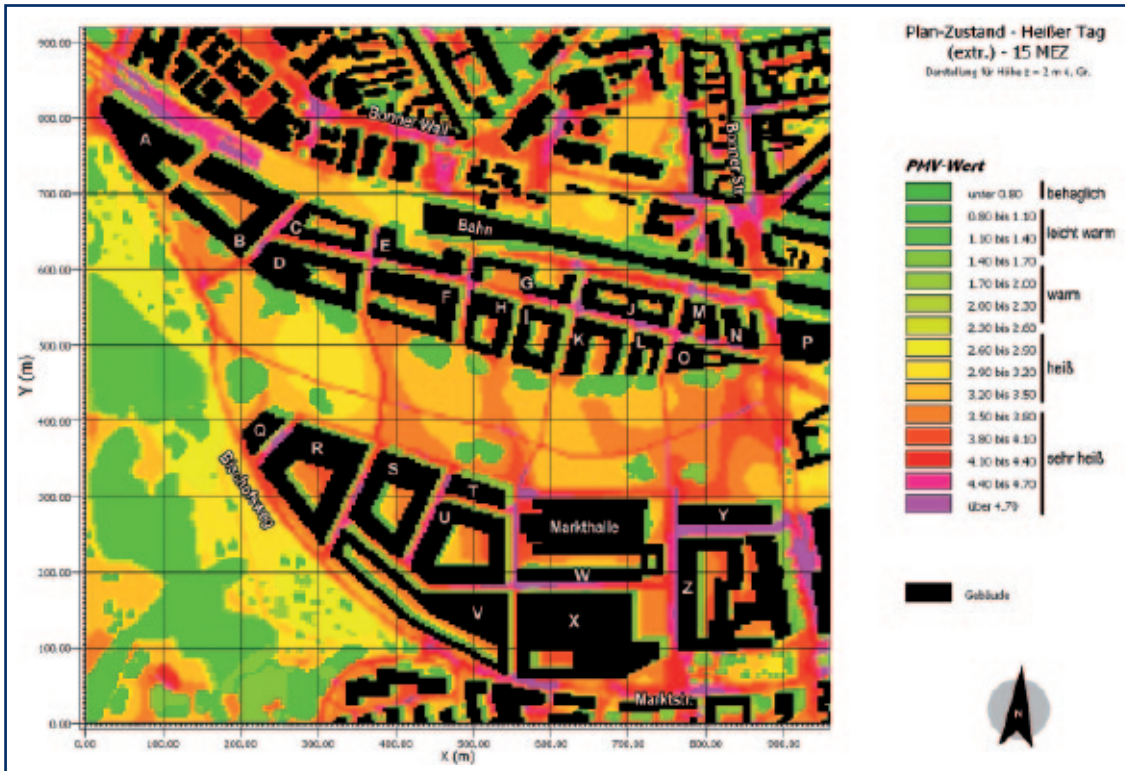 Plan-Zustand - Heißer Tag
(extr.) - 15 MEZ
Darstellung für Höhe z = 2 m ü. Gr.
PMV-Wert
unter 0.80
behaglich
0.80 bis 1.10
1.10 bis 1.40
leicht warm
1.40 bis 1.70
1.70 bis 2.00
2.00 bis 2.30
warm
2.30 bis 2.60
2.60 bis 2.90
2.90 bis 3.20
heiß
3.20 bis 3.50
3.50 bis 3.80
3.80 bis 4.10
4.10 bis 4.40
sehr heiß
4.40 bis 4.70
über 4.70
Gebäude
N
900.00
800.00
700.00
600.00
500.00
400.00
300.00
200.00
100.00
0.00
Y (m)
0.00 100.00 200.00 300.00 400.00 500.00 600.00 700.00 800.00 900.00
X (m)
Bonner Wall
Bonner Str.
Bahn
A
B
C
D
E
F
G
H
I
J
K
L
M
N
O
P
Q
R
S
T
U
Bischofsweg
Markthalle
Y
W
Z
V
X
Marktstr.